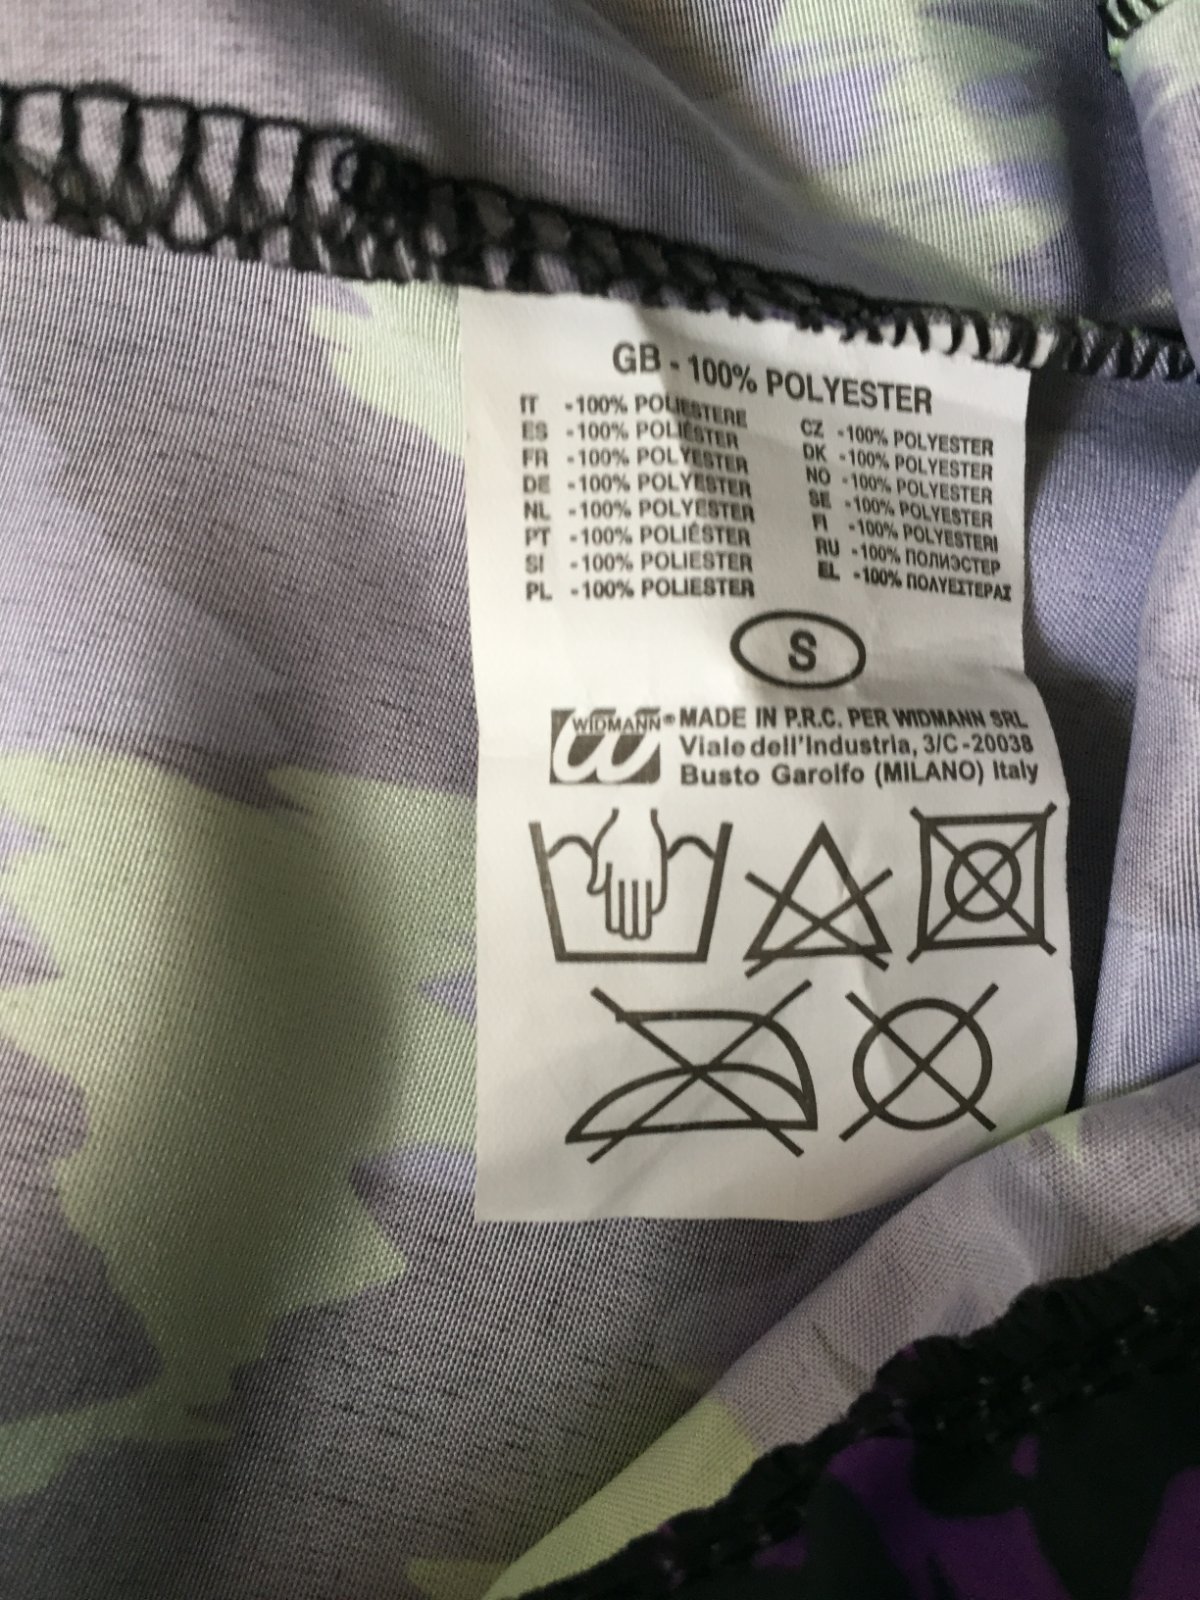 GB - 100% POLYESTER
IT -100% POLIESTERE
ES -100% POLIÉSTER
FR -100% POLYESTER
DE -100% POLYESTER
NL -100% POLYESTER
PT -100% POLIÉSTER
SI -100% POLIESTER
PL -100% POLIESTER
CZ -100% POLYESTER
DK -100% POLYESTER
NO -100% POLYESTER
SE -100% POLYESTER
FI -100% POLYESTERI
RU -100% ПОЛИЭСТЕР
EL -100% ΠΟΛΥΕΣΤΕΡΑΣ
S
WIDMANN® MADE IN P.R.C. PER WIDMANN SRL
Viale dell'Industria, 3/C-20038
Busto Garolfo (MILANO) Italy